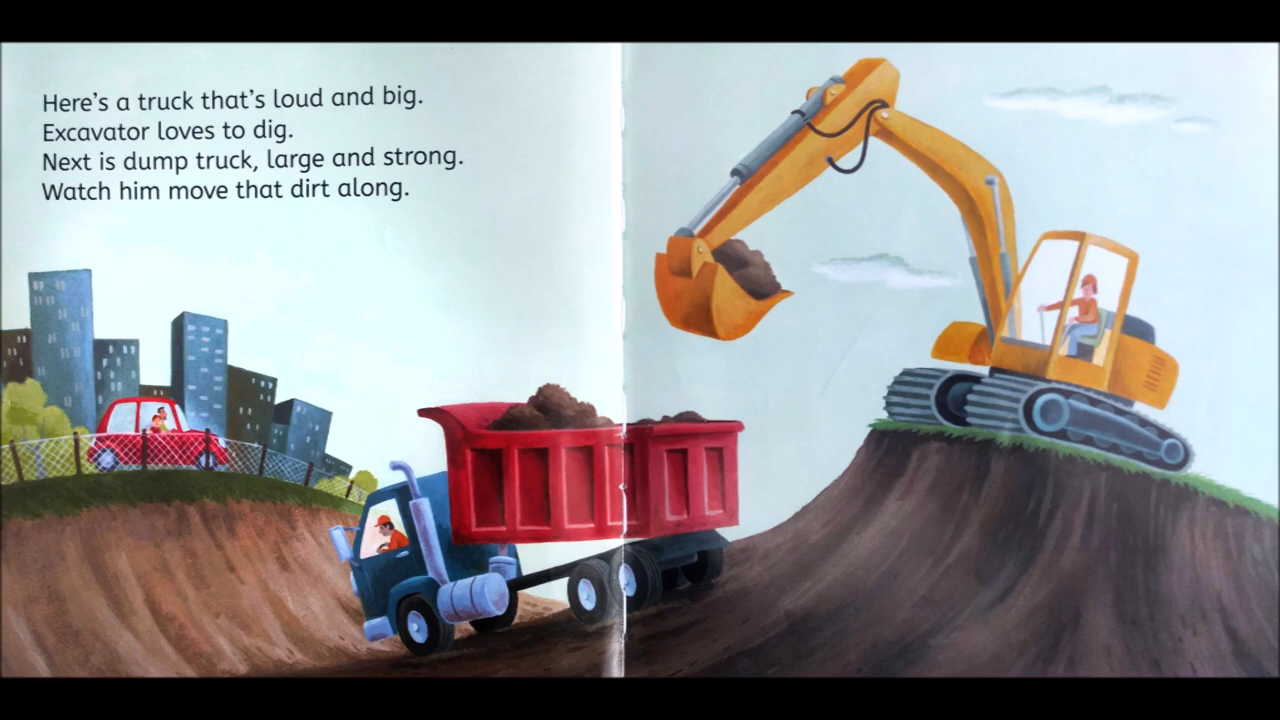 Here's a truck that's loud and big.
Excavator loves to dig.
Next is dump truck, large and strong.
Watch him move that dirt along.